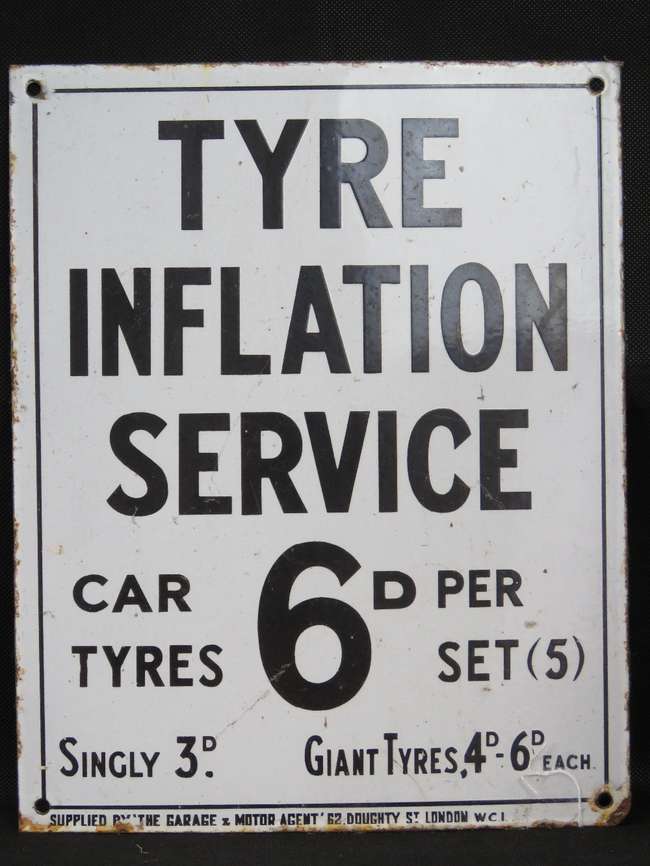 TYRE
INFLATION
SERVICE
CAR 6D PER
TYRES SET (5)
SINGLY 3D. GIANT TYRES, 4D-6D EACH.
SUPPLIED BY 'THE GARAGE & MOTOR AGENT' 62, DOUGHTY ST LONDON W.C.1.